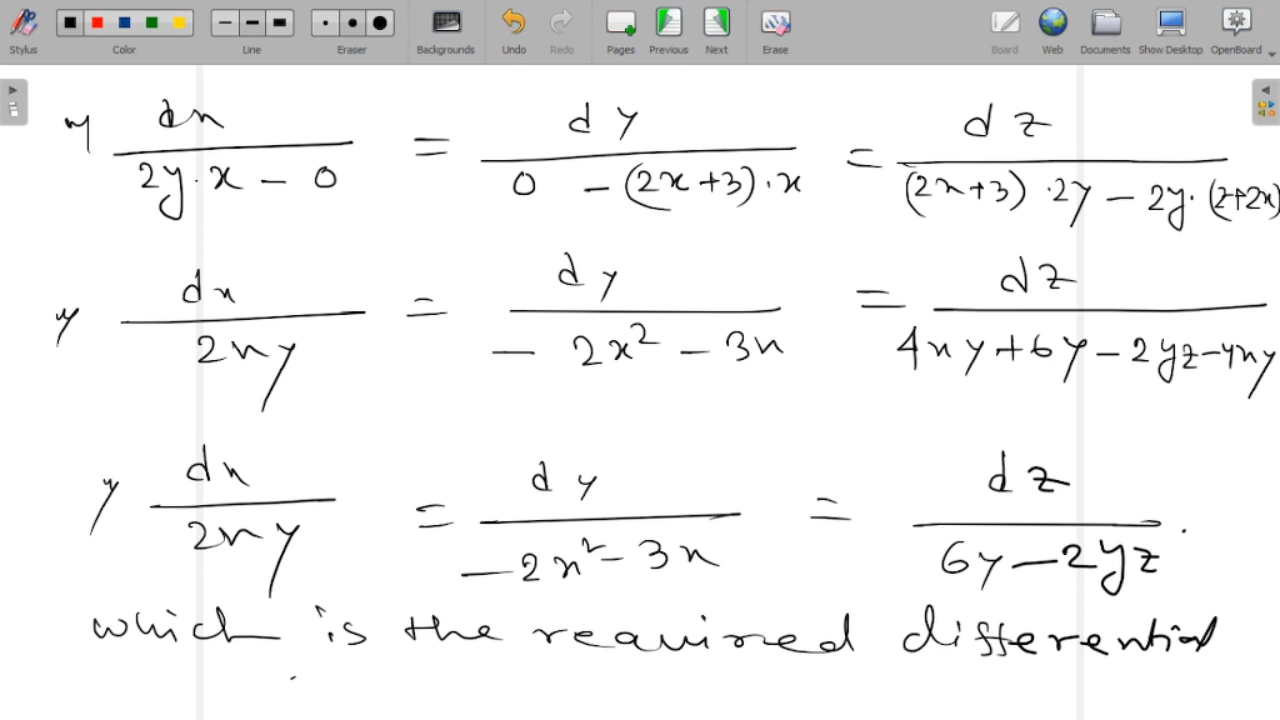 Stylus Color Line Eraser Backgrounds Undo Redo Pages Previous Next Erase Board Web Documents Show Desktop OpenBoard
dx/(2y·x − 0) = dy/(0 − (2x+3)·x) = dz/((2x+3)·2y − 2y·(z+2x))
dx/(2xy) = dy/(−2x² − 3x) = dz/(4xy+6y−2yz−4xy)
dx/(2xy) = dy/(−2x² − 3x) = dz/(6y−2yz).
which is the required differential